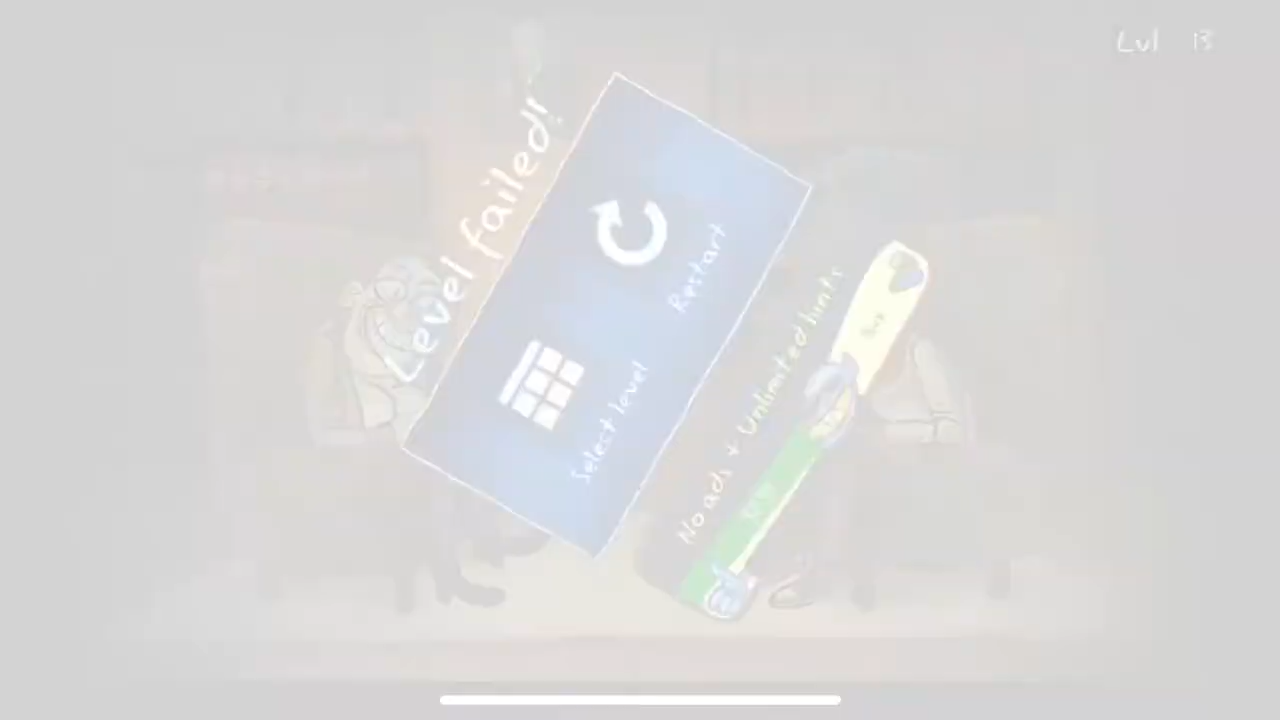 Lvl 13
Level failed!
Restart
Select level
No ads + Unlimited hints